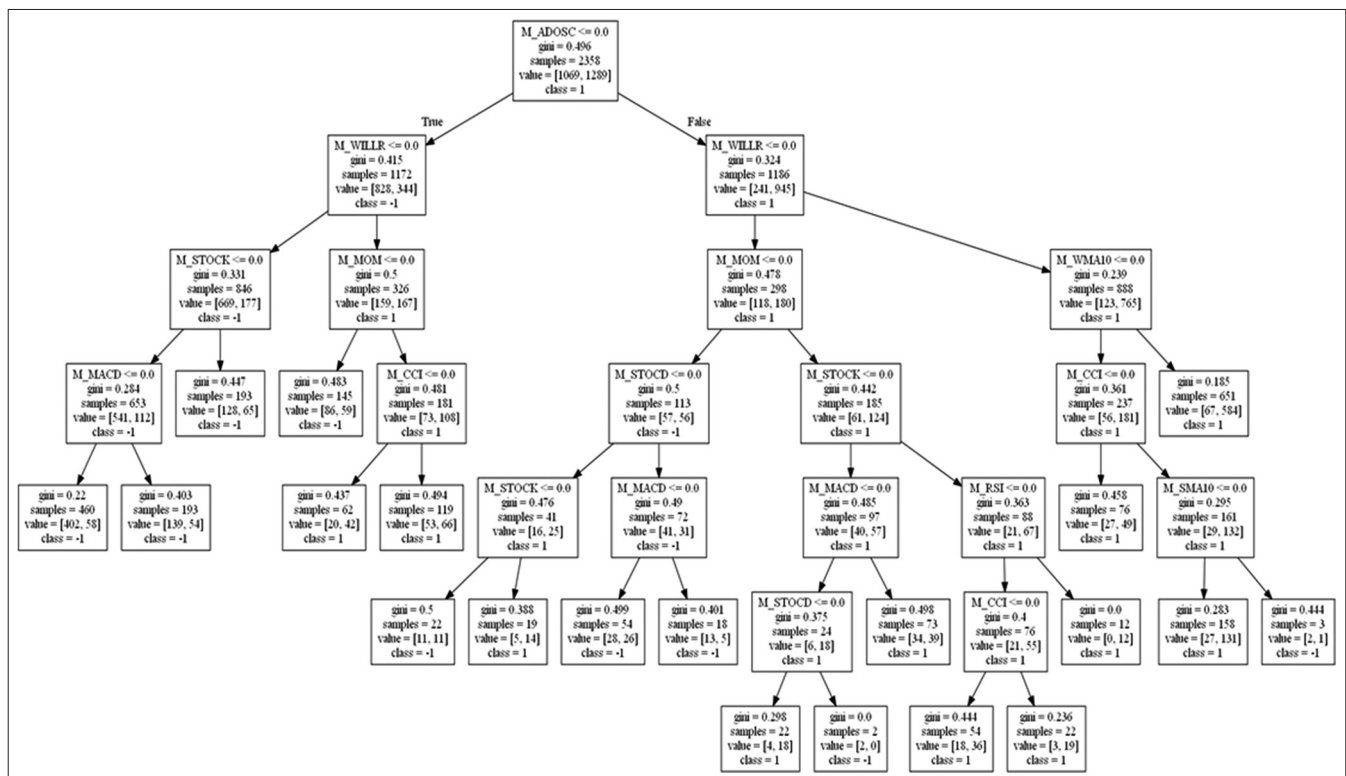 M_ADOSC <= 0.0
gini = 0.496
samples = 2358
value = [1069, 1289]
class = 1
True
False
M_WILLR <= 0.0
gini = 0.415
samples = 1172
value = [828, 344]
class = -1
M_WILLR <= 0.0
gini = 0.324
samples = 1186
value = [241, 945]
class = 1
M_STOCK <= 0.0
gini = 0.331
samples = 846
value = [669, 177]
class = -1
M_MOM <= 0.0
gini = 0.5
samples = 326
value = [159, 167]
class = 1
M_MOM <= 0.0
gini = 0.478
samples = 298
value = [118, 180]
class = 1
M_WMA10 <= 0.0
gini = 0.239
samples = 888
value = [123, 765]
class = 1
M_MACD <= 0.0
gini = 0.284
samples = 653
value = [541, 112]
class = -1
gini = 0.447
samples = 193
value = [128, 65]
class = -1
gini = 0.483
samples = 145
value = [86, 59]
class = -1
M_CCI <= 0.0
gini = 0.481
samples = 181
value = [73, 108]
class = 1
M_STOCD <= 0.0
gini = 0.5
samples = 113
value = [57, 56]
class = -1
M_STOCK <= 0.0
gini = 0.442
samples = 185
value = [61, 124]
class = 1
M_CCI <= 0.0
gini = 0.361
samples = 237
value = [56, 181]
class = 1
gini = 0.185
samples = 651
value = [67, 584]
class = 1
gini = 0.22
samples = 460
value = [402, 58]
class = -1
gini = 0.403
samples = 193
value = [139, 54]
class = -1
gini = 0.437
samples = 62
value = [20, 42]
class = 1
gini = 0.494
samples = 119
value = [53, 66]
class = 1
M_STOCK <= 0.0
gini = 0.476
samples = 41
value = [16, 25]
class = 1
M_MACD <= 0.0
gini = 0.49
samples = 72
value = [41, 31]
class = -1
M_MACD <= 0.0
gini = 0.485
samples = 97
value = [40, 57]
class = 1
M_RSI <= 0.0
gini = 0.363
samples = 88
value = [21, 67]
class = 1
gini = 0.458
samples = 76
value = [27, 49]
class = 1
M_SMA10 <= 0.0
gini = 0.295
samples = 161
value = [29, 132]
class = 1
gini = 0.5
samples = 22
value = [11, 11]
class = -1
gini = 0.388
samples = 19
value = [5, 14]
class = 1
gini = 0.499
samples = 54
value = [28, 26]
class = -1
gini = 0.401
samples = 18
value = [13, 5]
class = -1
M_STOCD <= 0.0
gini = 0.375
samples = 24
value = [6, 18]
class = 1
gini = 0.498
samples = 73
value = [34, 39]
class = 1
M_CCI <= 0.0
gini = 0.4
samples = 76
value = [21, 55]
class = 1
gini = 0.0
samples = 12
value = [0, 12]
class = 1
gini = 0.283
samples = 158
value = [27, 131]
class = 1
gini = 0.444
samples = 3
value = [2, 1]
class = -1
gini = 0.298
samples = 22
value = [4, 18]
class = 1
gini = 0.0
samples = 2
value = [2, 0]
class = -1
gini = 0.444
samples = 54
value = [18, 36]
class = 1
gini = 0.236
samples = 22
value = [3, 19]
class = 1